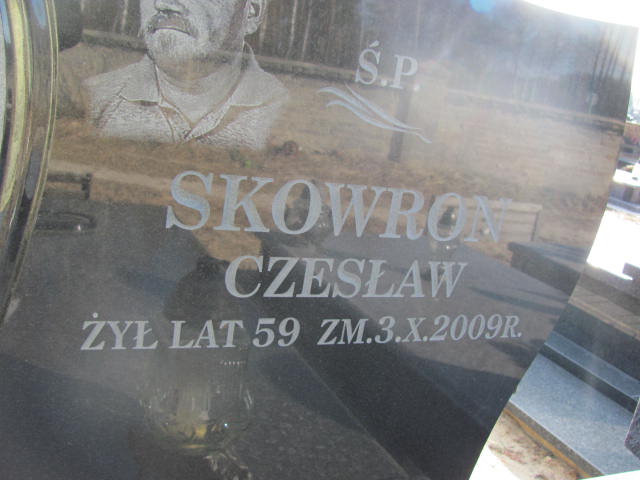 Ś.P.
SKOWRON
CZESŁAW
ŻYŁ LAT 59 ZM.3.X.2009R.